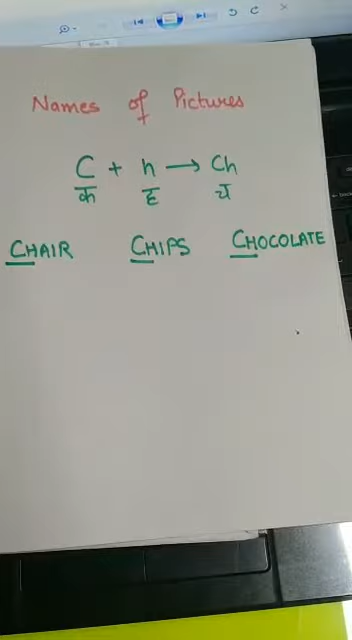 Names of Pictures
C + h → Ch
क ह च
CHAIR CHIPS CHOCOLATE